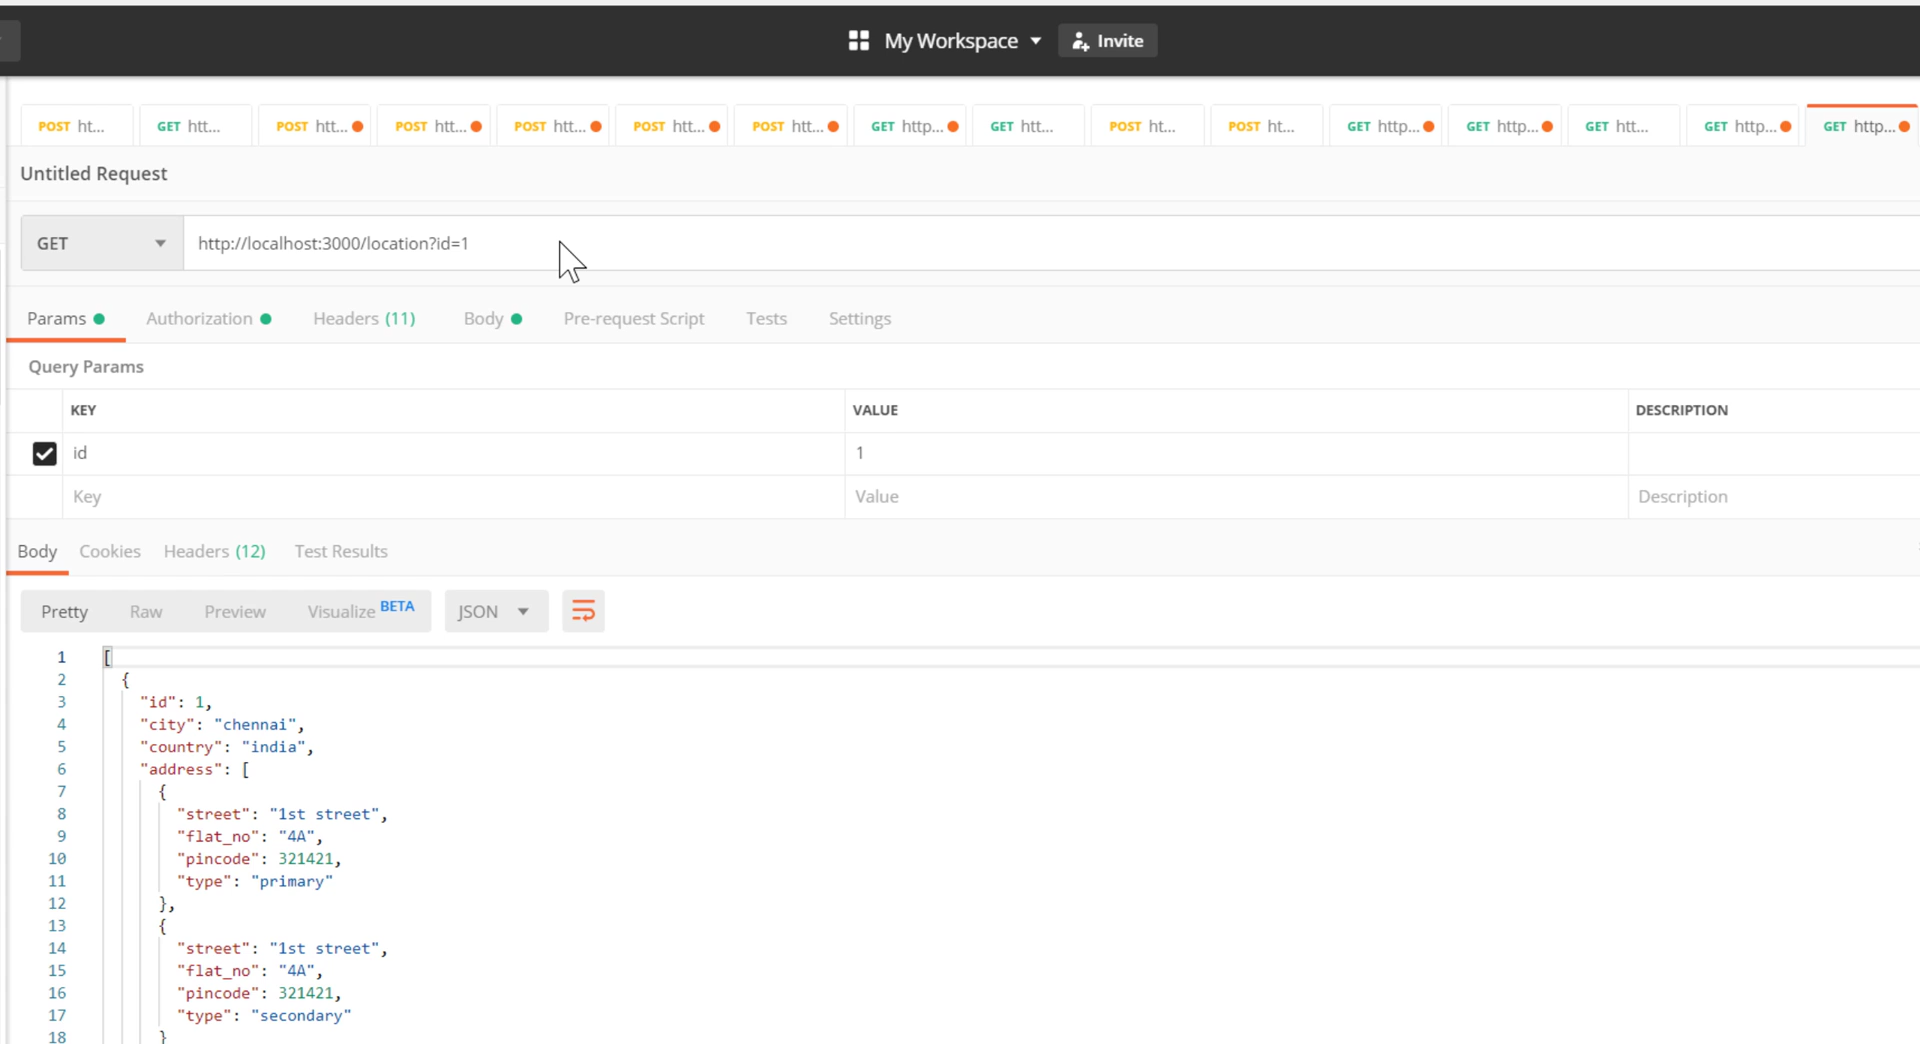 My Workspace Invite
POST ht... GET htt... POST htt... POST htt... POST htt... POST htt... POST htt... GET http... GET htt... POST ht... POST ht... GET http... GET http... GET htt... GET http... GET http...
Untitled Request
GET http://localhost:3000/location?id=1
Params Authorization Headers (11) Body Pre-request Script Tests Settings
Query Params
KEY VALUE DESCRIPTION
id 1
Key Value Description
Body Cookies Headers (12) Test Results
Pretty Raw Preview Visualize BETA JSON
1 [
2 {
3 "id": 1,
4 "city": "chennai",
5 "country": "india",
6 "address": [
7 {
8 "street": "1st street",
9 "flat_no": "4A",
10 "pincode": 321421,
11 "type": "primary"
12 },
13 {
14 "street": "1st street",
15 "flat_no": "4A",
16 "pincode": 321421,
17 "type": "secondary"
18 }